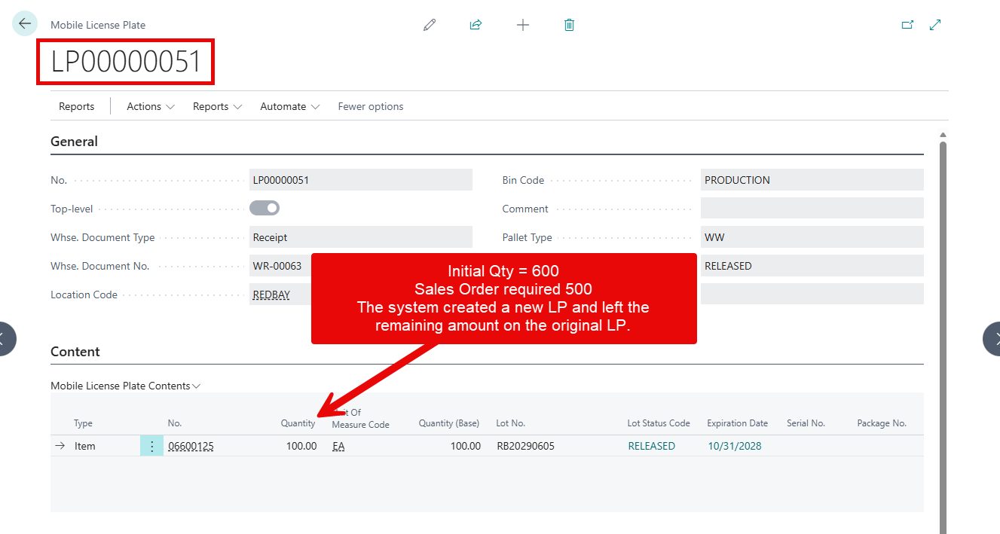 Mobile License Plate
LP00000051
Reports Actions Reports Automate Fewer options
General
No. LP00000051 Bin Code PRODUCTION
Top-level Comment
Whse. Document Type Receipt Pallet Type WW
Whse. Document No. WR-00063 RELEASED
Location Code REDBAY
Initial Qty = 600
Sales Order required 500
The system created a new LP and left the
remaining amount on the original LP.
Content
Mobile License Plate Contents
Of
Type No. Quantity Measure Code Quantity (Base) Lot No. Lot Status Code Expiration Date Serial No. Package No.
Item 06600125 100.00 EA 100.00 RB20290605 RELEASED 10/31/2028